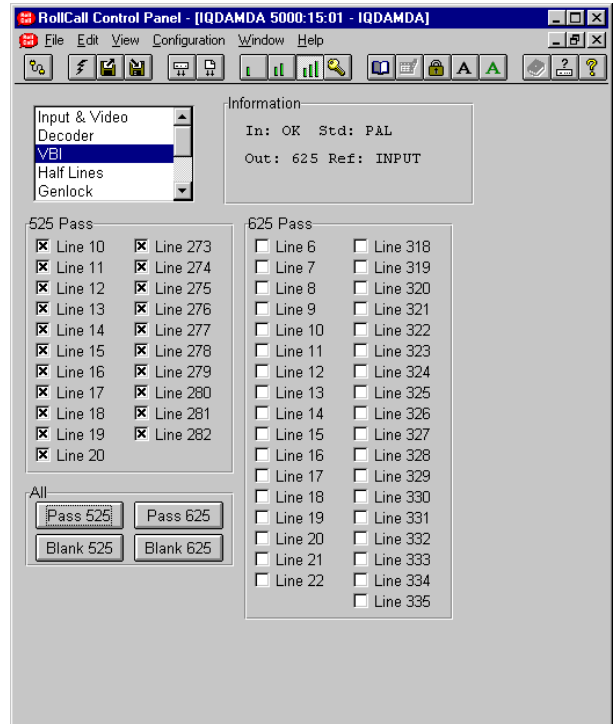 RollCall Control Panel - [IQDAMDA 5000:15:01 - IQDAMDA]
File Edit View Configuration Window Help
A A ? ?
Input & Video
Decoder
VBI
Half Lines
Genlock
Information
In: OK Std: PAL
Out: 625 Ref: INPUT
525 Pass
Line 10 Line 273
Line 11 Line 274
Line 12 Line 275
Line 13 Line 276
Line 14 Line 277
Line 15 Line 278
Line 16 Line 279
Line 17 Line 280
Line 18 Line 281
Line 19 Line 282
Line 20
625 Pass
Line 6 Line 318
Line 7 Line 319
Line 8 Line 320
Line 9 Line 321
Line 10 Line 322
Line 11 Line 323
Line 12 Line 324
Line 13 Line 325
Line 14 Line 326
Line 15 Line 327
Line 16 Line 328
Line 17 Line 329
Line 18 Line 330
Line 19 Line 331
Line 20 Line 332
Line 21 Line 333
Line 22 Line 334
Line 335
All
Pass 525 Pass 625
Blank 525 Blank 625